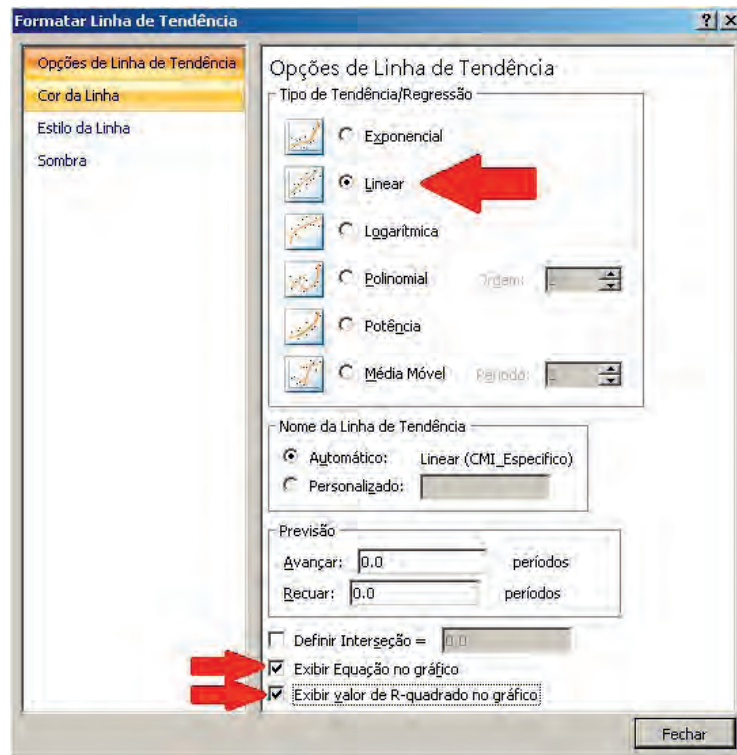 Formatar Linha de Tendência
Opções de Linha de Tendência
Cor da Linha
Estilo da Linha
Sombra
Opções de Linha de Tendência
Tipo de Tendência/Regressão
Exponencial
Linear
Logarítmica
Polinomial Ordem:
Potência
Média Móvel Período:
Nome da Linha de Tendência
Automático: Linear (CMI_Especifico)
Personalizado:
Previsão
Avançar: 0.0 períodos
Recuar: 0.0 períodos
Definir Interseção = 0.0
Exibir Equação no gráfico
Exibir valor de R-quadrado no gráfico
Fechar